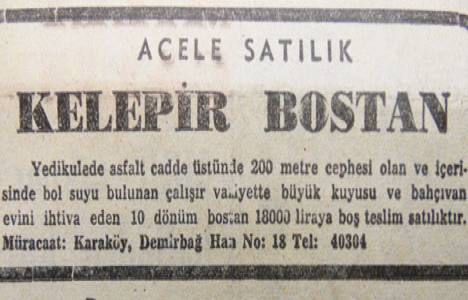 ACELE SATILIK
KELEPİR BOSTAN
Yedikulede asfalt cadde üstünde 200 metre cephesi olan ve içeri-
sinde bol suyu bulunan çalışır vaziyette büyük kuyusu ve bahçıvan
evini ihtiva eden 10 dönüm bostan 18000 liraya boş teslim satılıktır.
Müracaat: Karaköy, Demirbağ Han No: 18 Tel: 40304